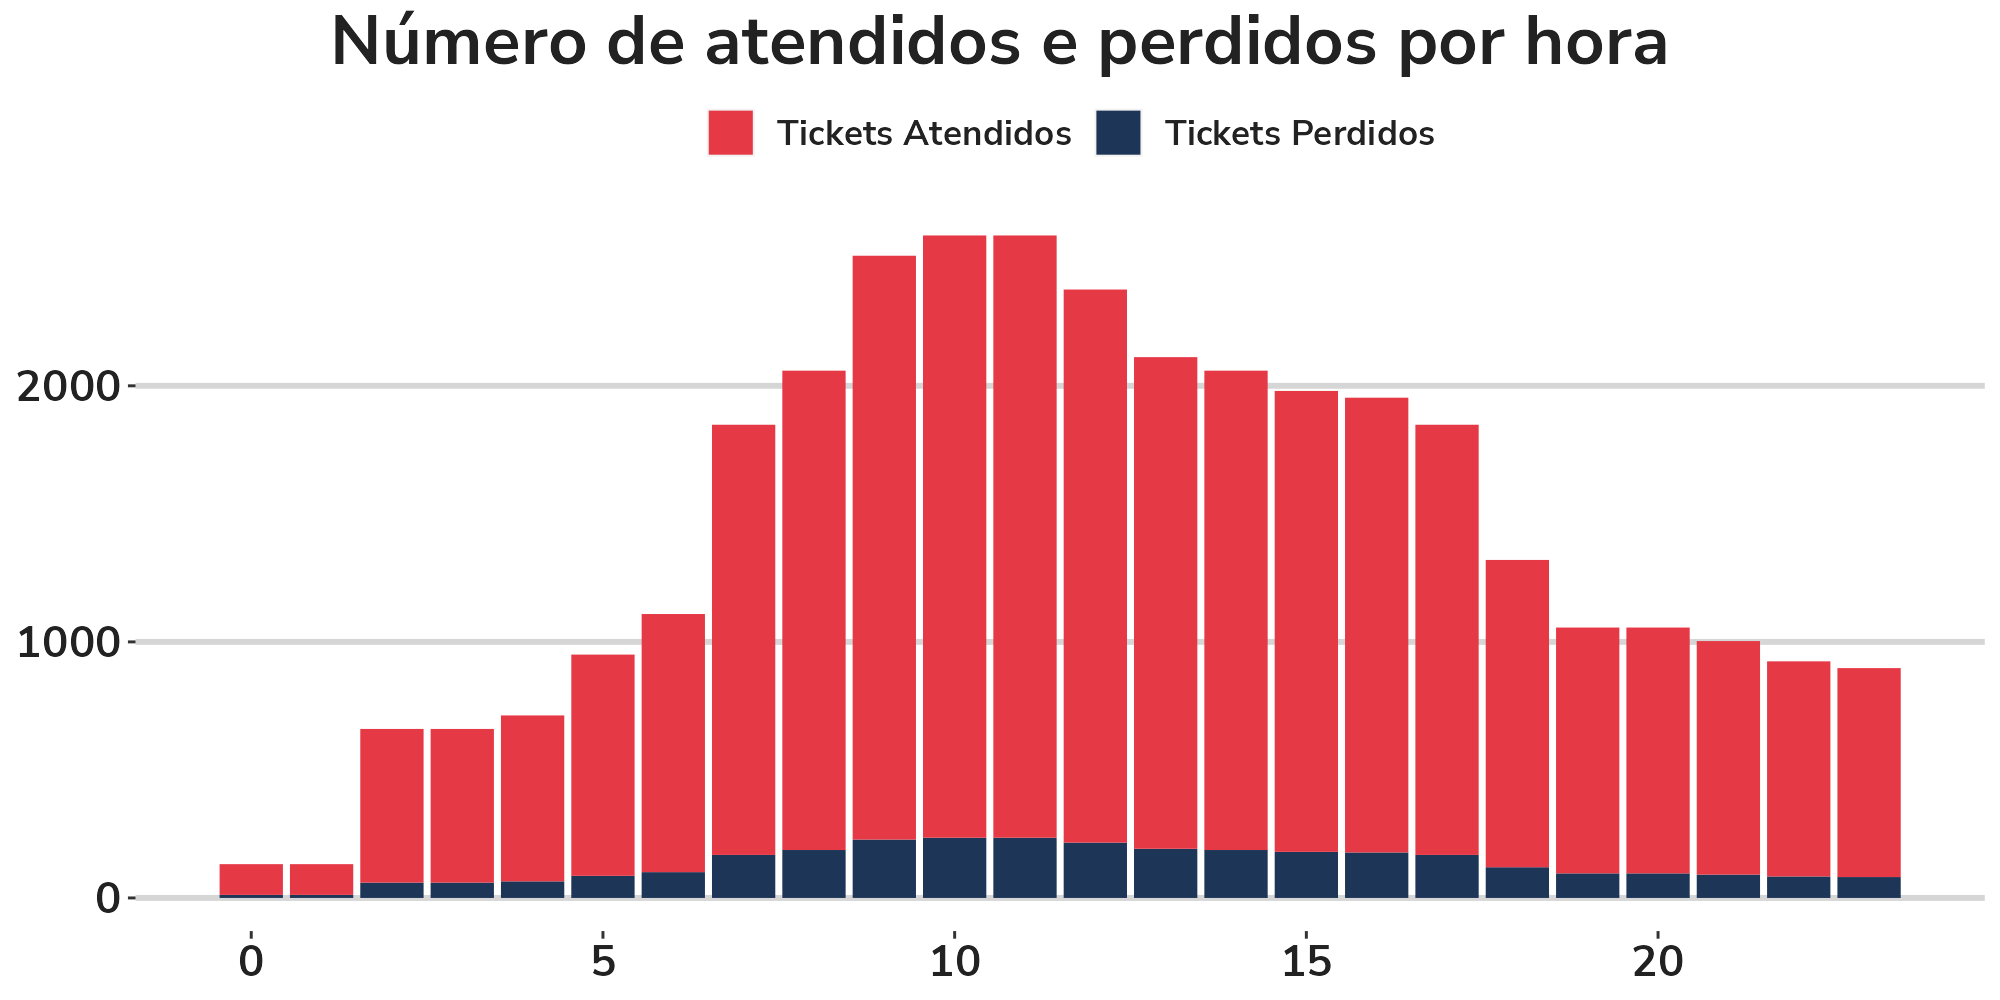 Número de atendidos e perdidos por hora
Tickets Atendidos Tickets Perdidos
2000
1000
0
0 5 10 15 20